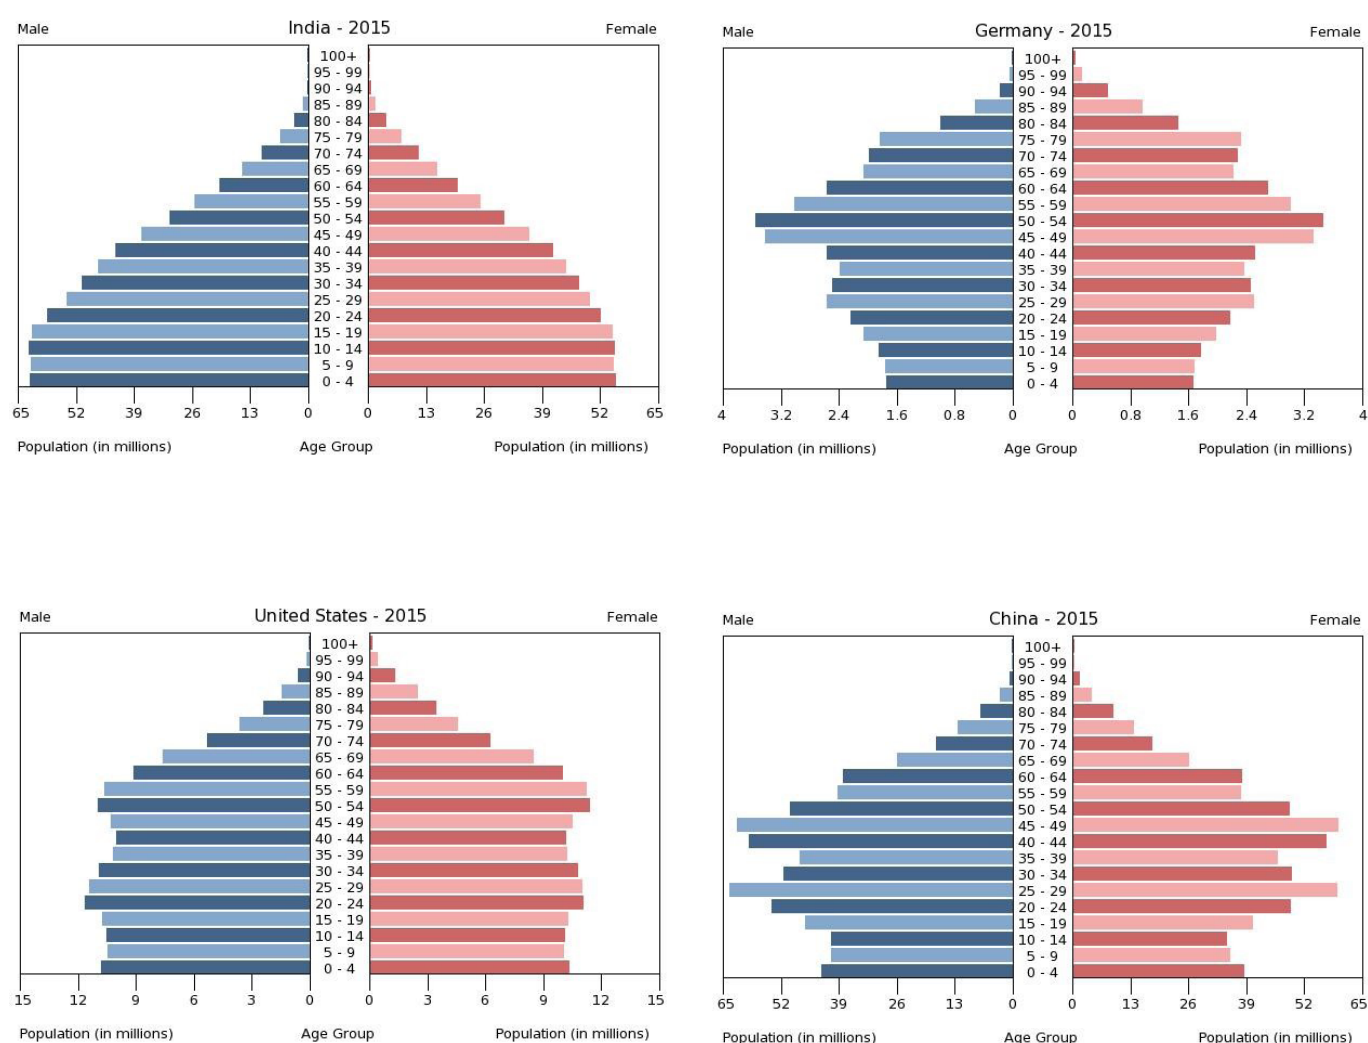 India - 2015
Male
Female
100+
95 - 99
90 - 94
85 - 89
80 - 84
75 - 79
70 - 74
65 - 69
60 - 64
55 - 59
50 - 54
45 - 49
40 - 44
35 - 39
30 - 34
25 - 29
20 - 24
15 - 19
10 - 14
5 - 9
0 - 4
65 52 39 26 13 0 0 13 26 39 52 65
Population (in millions) Age Group Population (in millions)
Germany - 2015
Male
Female
100+
95 - 99
90 - 94
85 - 89
80 - 84
75 - 79
70 - 74
65 - 69
60 - 64
55 - 59
50 - 54
45 - 49
40 - 44
35 - 39
30 - 34
25 - 29
20 - 24
15 - 19
10 - 14
5 - 9
0 - 4
4 3.2 2.4 1.6 0.8 0 0 0.8 1.6 2.4 3.2 4
Population (in millions) Age Group Population (in millions)
United States - 2015
Male
Female
100+
95 - 99
90 - 94
85 - 89
80 - 84
75 - 79
70 - 74
65 - 69
60 - 64
55 - 59
50 - 54
45 - 49
40 - 44
35 - 39
30 - 34
25 - 29
20 - 24
15 - 19
10 - 14
5 - 9
0 - 4
15 12 9 6 3 0 0 3 6 9 12 15
Population (in millions) Age Group Population (in millions)
China - 2015
Male
Female
100+
95 - 99
90 - 94
85 - 89
80 - 84
75 - 79
70 - 74
65 - 69
60 - 64
55 - 59
50 - 54
45 - 49
40 - 44
35 - 39
30 - 34
25 - 29
20 - 24
15 - 19
10 - 14
5 - 9
0 - 4
65 52 39 26 13 0 0 13 26 39 52 65
Population (in millions) Age Group Population (in millions)